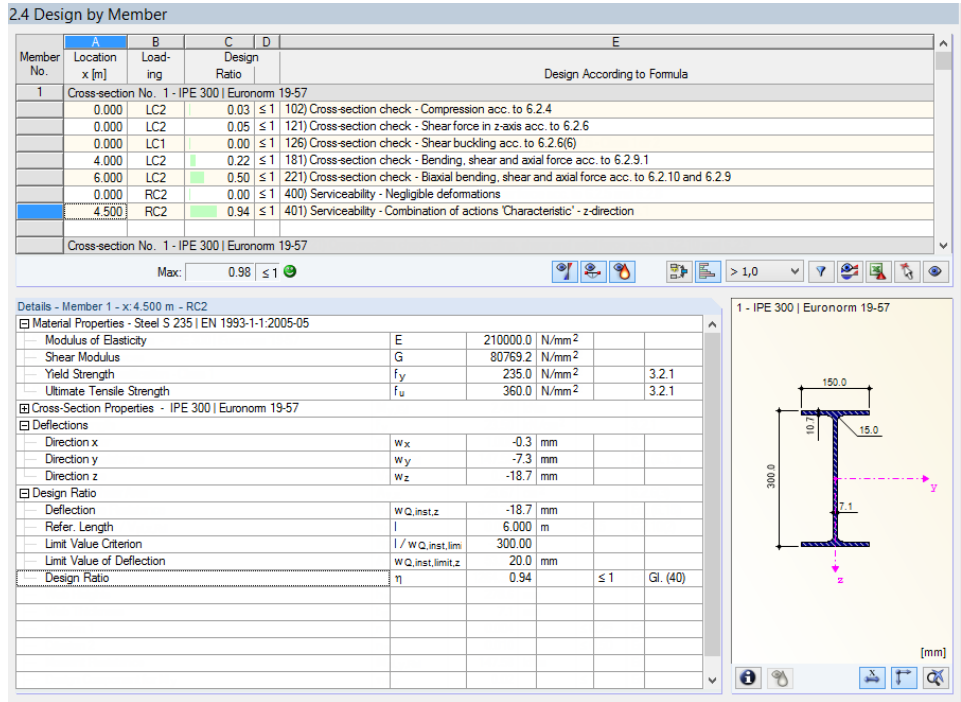 2.4 Design by Member
A B C D E
Member Location Load- Design
No. x [m] ing Ratio Design According to Formula
1 Cross-section No. 1 - IPE 300 | Euronorm 19-57
0.000 LC2 0.03 ≤ 1 102) Cross-section check - Compression acc. to 6.2.4
0.000 LC2 0.05 ≤ 1 121) Cross-section check - Shear force in z-axis acc. to 6.2.6
0.000 LC1 0.00 ≤ 1 126) Cross-section check - Shear buckling acc. to 6.2.6(6)
4.000 LC2 0.22 ≤ 1 181) Cross-section check - Bending, shear and axial force acc. to 6.2.9.1
6.000 LC2 0.50 ≤ 1 221) Cross-section check - Biaxial bending, shear and axial force acc. to 6.2.10 and 6.2.9
0.000 RC2 0.00 ≤ 1 400) Serviceability - Negligible deformations
4.500 RC2 0.94 ≤ 1 401) Serviceability - Combination of actions 'Characteristic' - z-direction
Cross-section No. 1 - IPE 300 | Euronorm 19-57
Max: 0.98 ≤ 1 > 1,0
Details - Member 1 - x: 4.500 m - RC2
Material Properties - Steel S 235 | EN 1993-1-1:2005-05
Modulus of Elasticity E 210000.0 N/mm2
Shear Modulus G 80769.2 N/mm2
Yield Strength fy 235.0 N/mm2 3.2.1
Ultimate Tensile Strength fu 360.0 N/mm2 3.2.1
Cross-Section Properties - IPE 300 | Euronorm 19-57
Deflections
Direction x wx -0.3 mm
Direction y wy -7.3 mm
Direction z wz -18.7 mm
Design Ratio
Deflection wQ,inst,z -18.7 mm
Refer. Length l 6.000 m
Limit Value Criterion l / wQ,inst,lim 300.00
Limit Value of Deflection wQ,inst,limit,z 20.0 mm
Design Ratio η 0.94 ≤ 1 Gl. (40)
1 - IPE 300 | Euronorm 19-57
150.0
10.7
15.0
300.0
y
7.1
z
[mm]